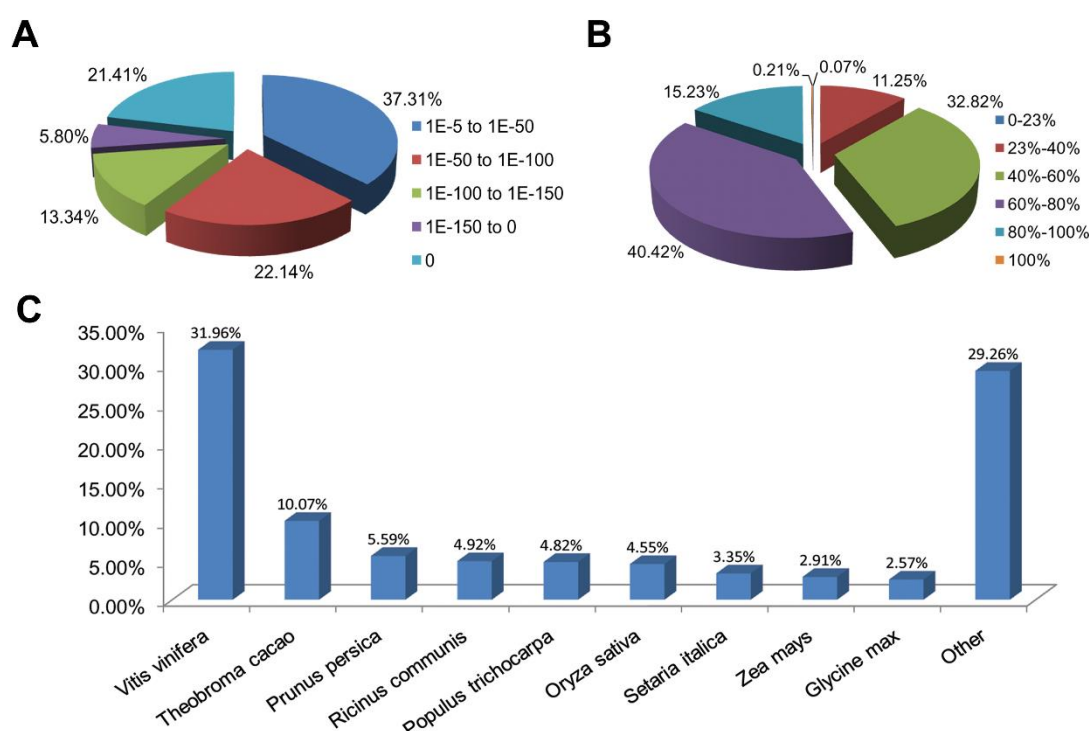 A
21.41%
37.31%
5.80%
13.34%
22.14%
1E-5 to 1E-50
1E-50 to 1E-100
1E-100 to 1E-150
1E-150 to 0
0
B
0.21%
0.07%
15.23%
11.25%
32.82%
40.42%
0-23%
23%-40%
40%-60%
60%-80%
80%-100%
100%
C
35.00%
30.00%
25.00%
20.00%
15.00%
10.00%
5.00%
0.00%
31.96%
10.07%
5.59%
4.92%
4.82%
4.55%
3.35%
2.91%
2.57%
29.26%
Vitis vinifera
Theobroma cacao
Prunus persica
Ricinus communis
Populus trichocarpa
Oryza sativa
Setaria italica
Zea mays
Glycine max
Other